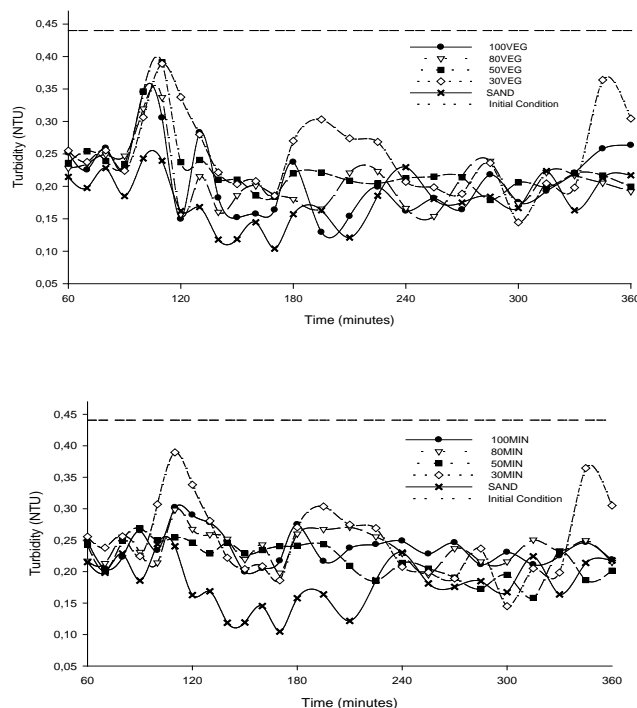 0,45
0,40
0,35
0,30
0,25
0,20
0,15
0,10
0,05
Turbidity (NTU)
100VEG
80VEG
50VEG
30VEG
SAND
Initial Condition
60 120 180 240 300 360
Time (minutes)
0,45
0,40
0,35
0,30
0,25
0,20
0,15
0,10
0,05
Turbidity (NTU)
100MIN
80MIN
50MIN
30MIN
SAND
Initial Condition
60 120 180 240 300 360
Time (minutes)